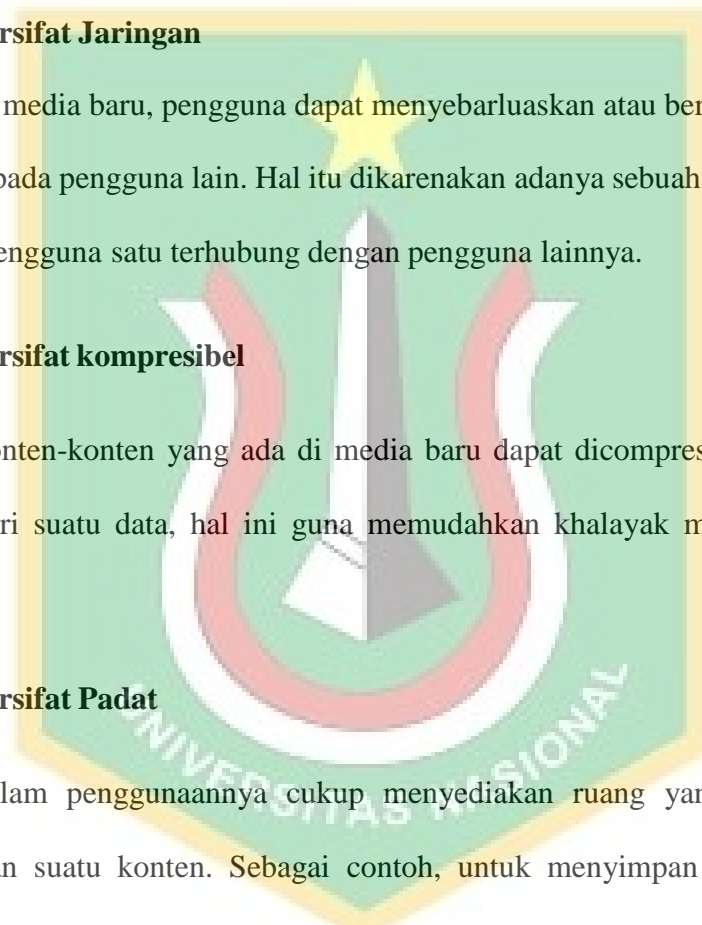 rsifat Jaringan
media baru, pengguna dapat menyebarluaskan atau ber
pada pengguna lain. Hal itu dikarenakan adanya sebuah
engguna satu terhubung dengan pengguna lainnya.
rsifat kompresibel
onten-konten yang ada di media baru dapat dicompres
ri suatu data, hal ini guna memudahkan khalayak m
rsifat Padat
lam penggunaannya cukup menyediakan ruang yan
an suatu konten. Sebagai contoh, untuk menyimpan
UNIVERSITAS NASIONAL